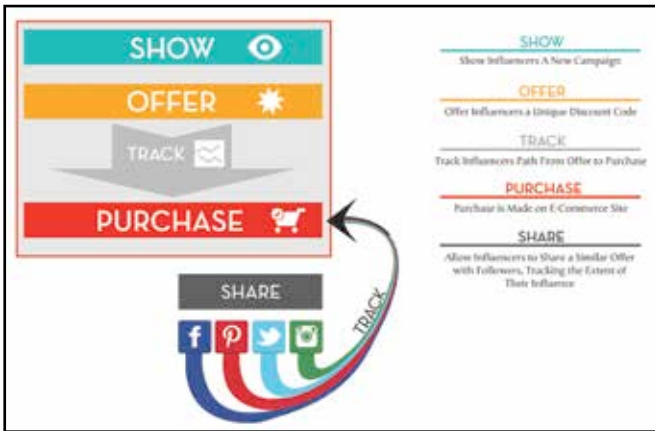 SHOW
OFFER
TRACK
PURCHASE
SHARE
TRACK
SHOW
Show Influencers A New Campaign
OFFER
Offer Influencers a Unique Discount Code
TRACK
Track Influencers Path From Offer to Purchase
PURCHASE
Purchase is Made on E-Commerce Site
SHARE
Allow Influencers to Share a Similar Offer
with Followers, Tracking the Extent of
Their Influence